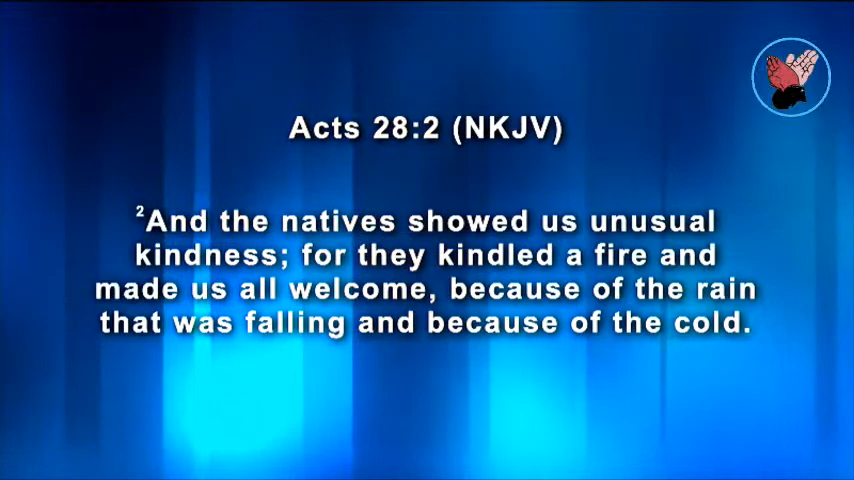 Acts 28:2 (NKJV)
²And the natives showed us unusual
kindness; for they kindled a fire and
made us all welcome, because of the rain
that was falling and because of the cold.